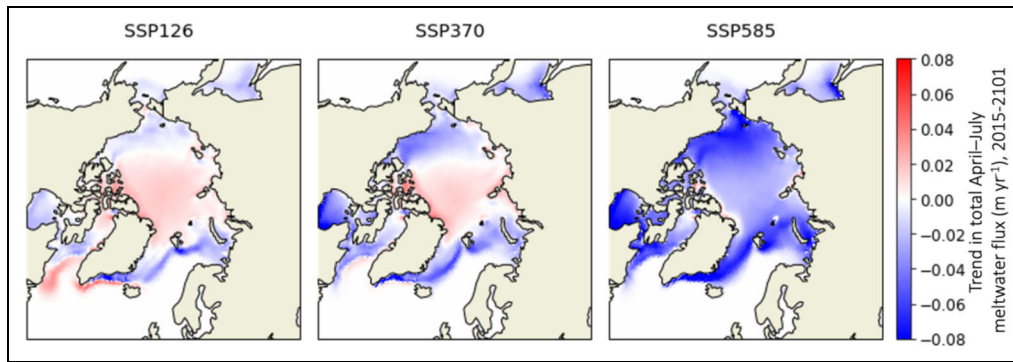 SSP126
SSP370
SSP585
0.08
0.06
0.04
0.02
0.00
−0.02
−0.04
−0.06
−0.08
Trend in total April–July
meltwater flux (m yr⁻¹), 2015-2101